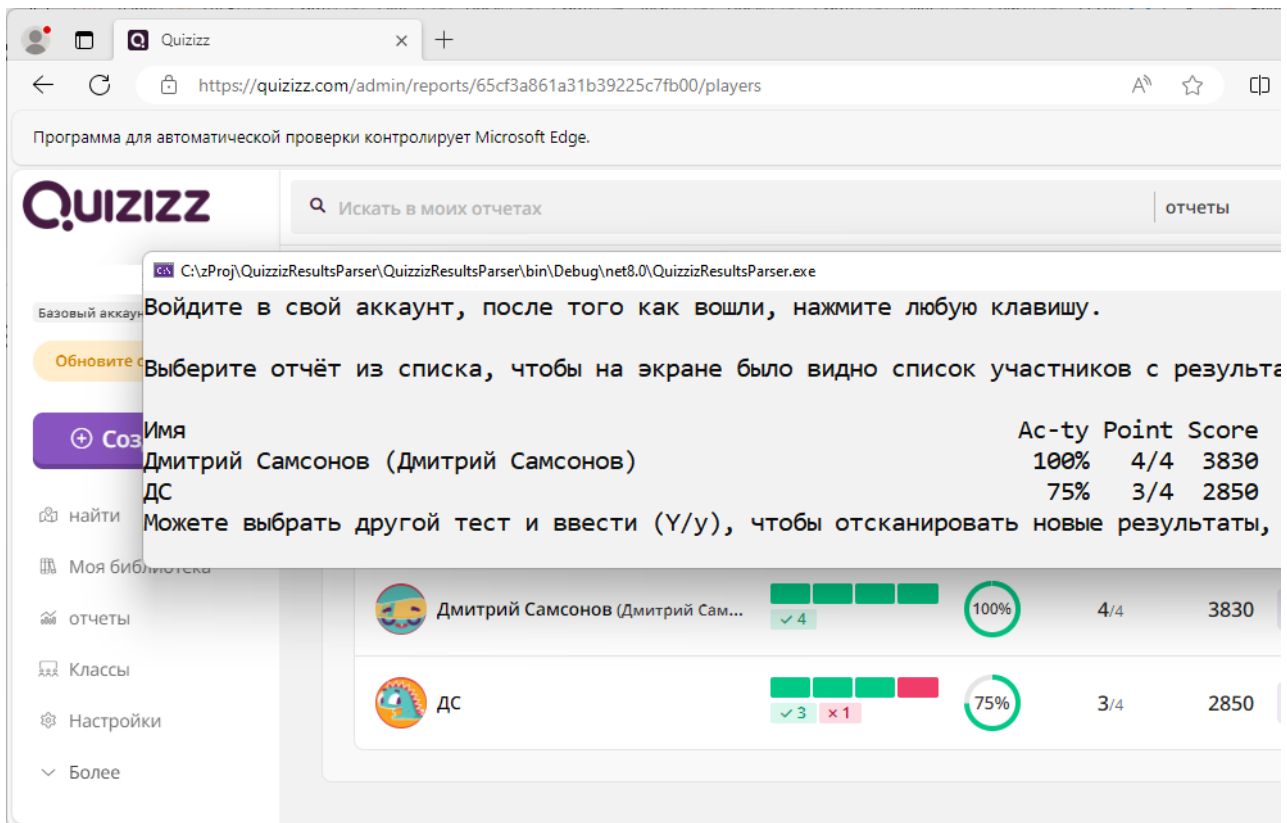 Quizizz
https://quizizz.com/admin/reports/65cf3a861a31b39225c7fb00/players
Программа для автоматической проверки контролирует Microsoft Edge.
QUIZIZZ
Искать в моих отчетах
отчеты
C:\zProj\QuizzizResultsParser\QuizzizResultsParser\bin\Debug\net8.0\QuizzizResultsParser.exe
Войдите в свой аккаунт, после того как вошли, нажмите любую клавишу.
Базовый аккаун
Обновите
Выберите отчёт из списка, чтобы на экране было видно список участников с результа
Имя Ac-ty Point Score
Соз
Дмитрий Самсонов (Дмитрий Самсонов) 100% 4/4 3830
ДС 75% 3/4 2850
Можете выбрать другой тест и ввести (Y/y), чтобы отсканировать новые результаты,
найти
Моя библиотека
отчеты
Классы
Настройки
Более
Дмитрий Самсонов (Дмитрий Сам... 100% 4/4 3830
✓ 4
ДС 75% 3/4 2850
✓ 3 × 1